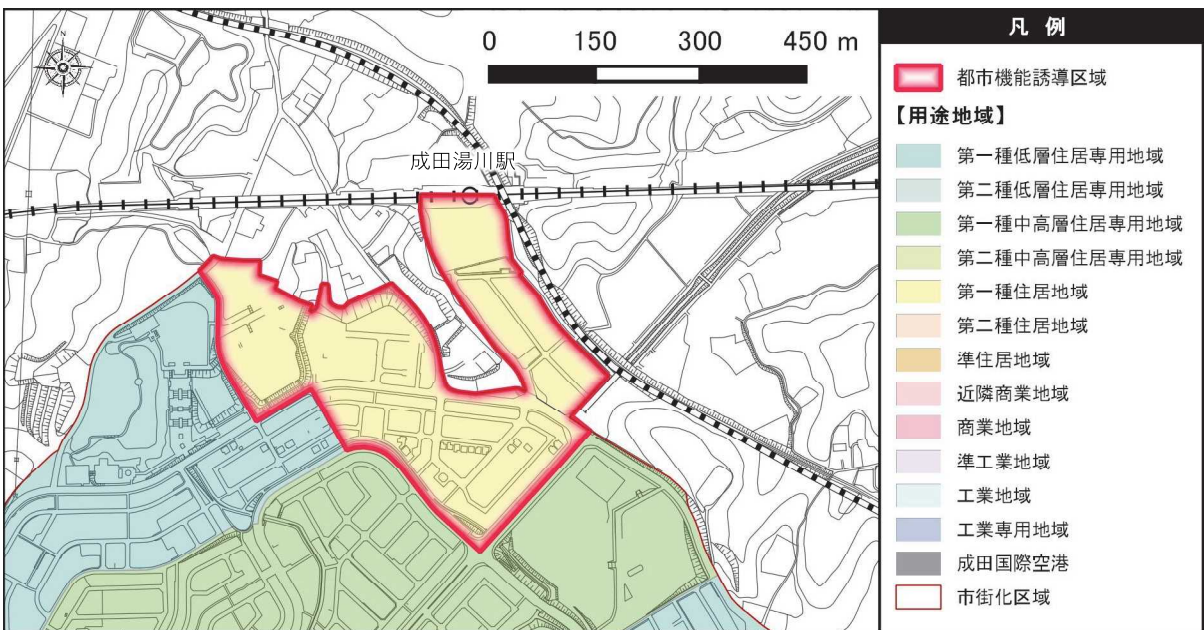 N
0 150 300 450 m
成田湯川駅
凡 例
都市機能誘導区域
【用途地域】
第一種低層住居専用地域
第二種低層住居専用地域
第一種中高層住居専用地域
第二種中高層住居専用地域
第一種住居地域
第二種住居地域
準住居地域
近隣商業地域
商業地域
準工業地域
工業地域
工業専用地域
成田国際空港
市街化区域